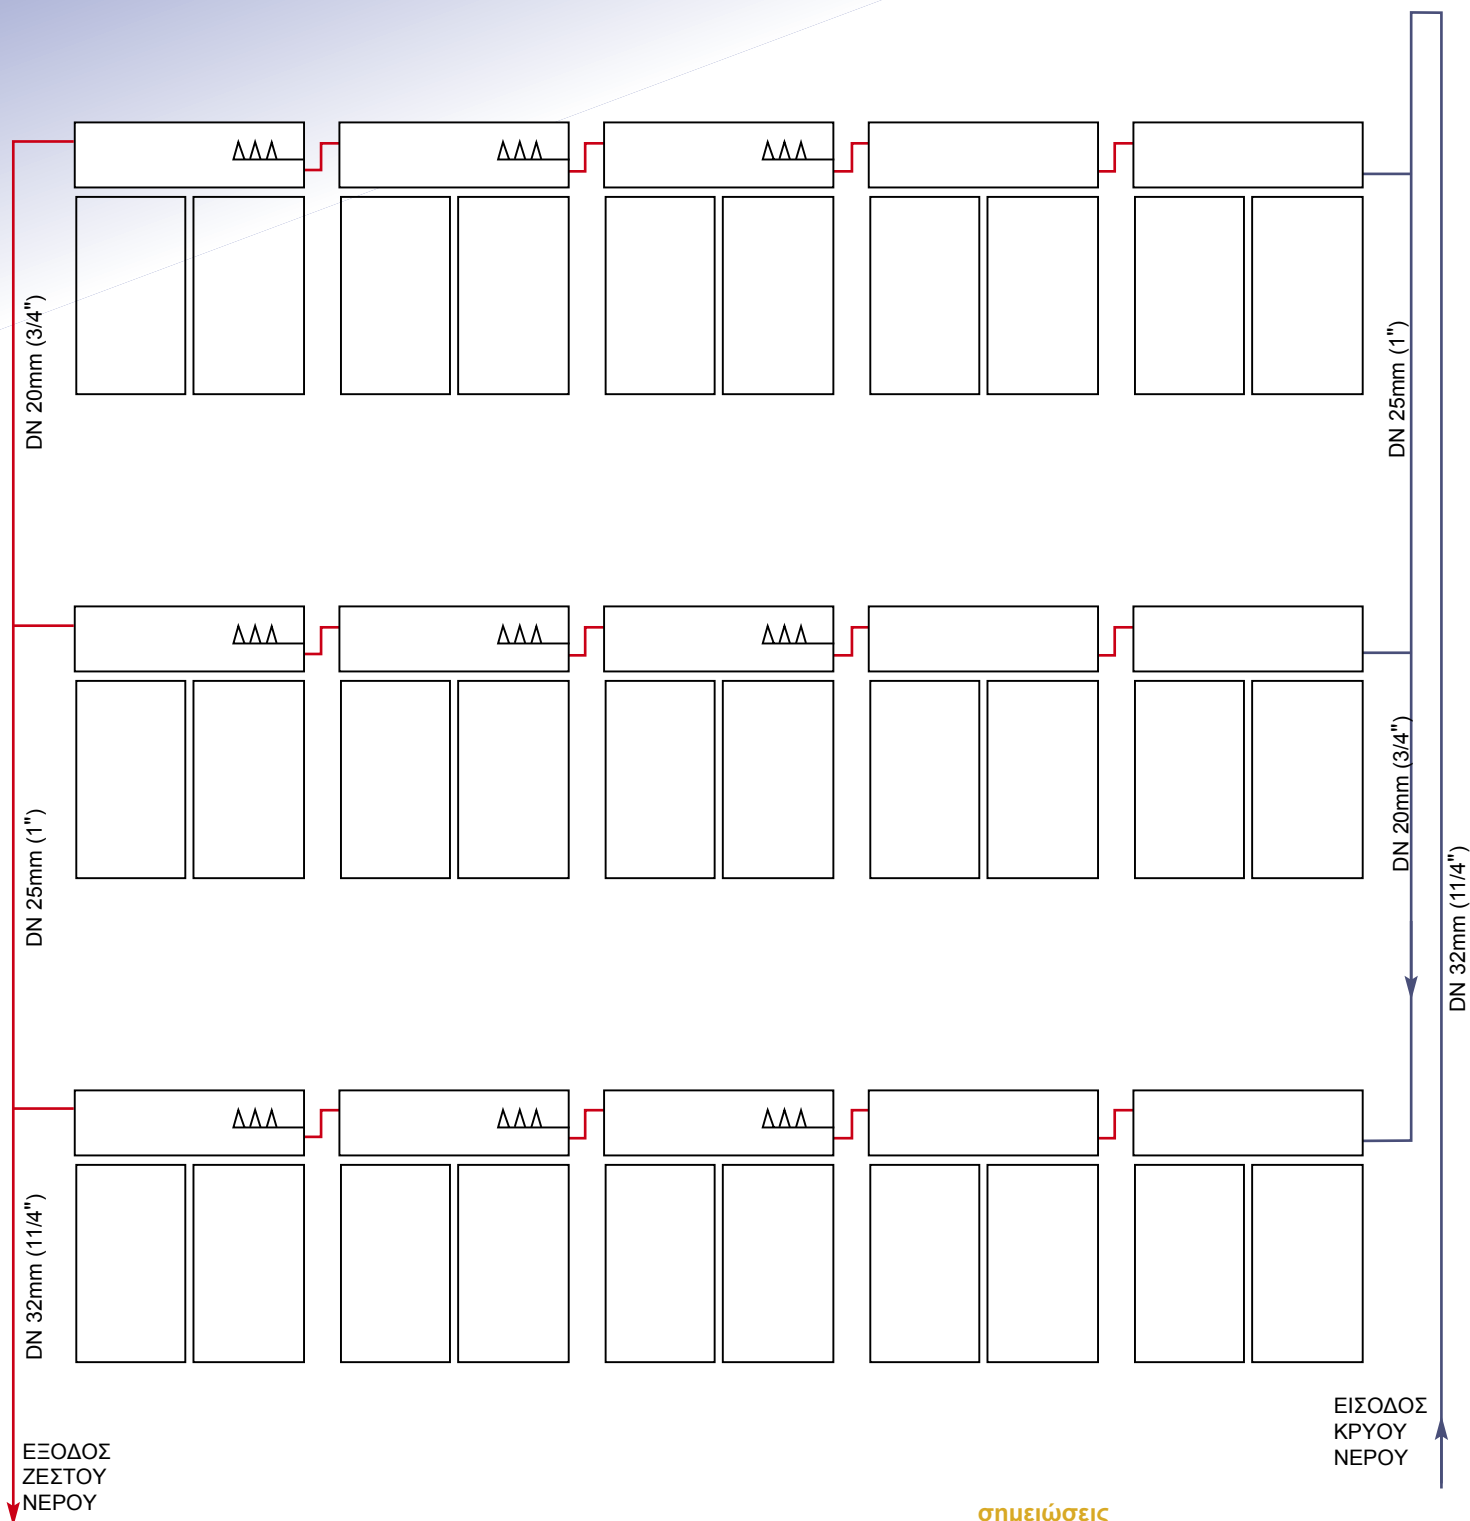 DN 20mm (3/4")
DN 25mm (1")
DN 25mm (1")
DN 20mm (3/4")
DN 32mm (11/4")
DN 32mm (11/4")
ΕΙΣΟΔΟΣ
ΚΡΥΟΥ
ΝΕΡΟΥ
ΕΞΟΔΟΣ
ΖΕΣΤΟΥ
ΝΕΡΟΥ
σημειώσεις